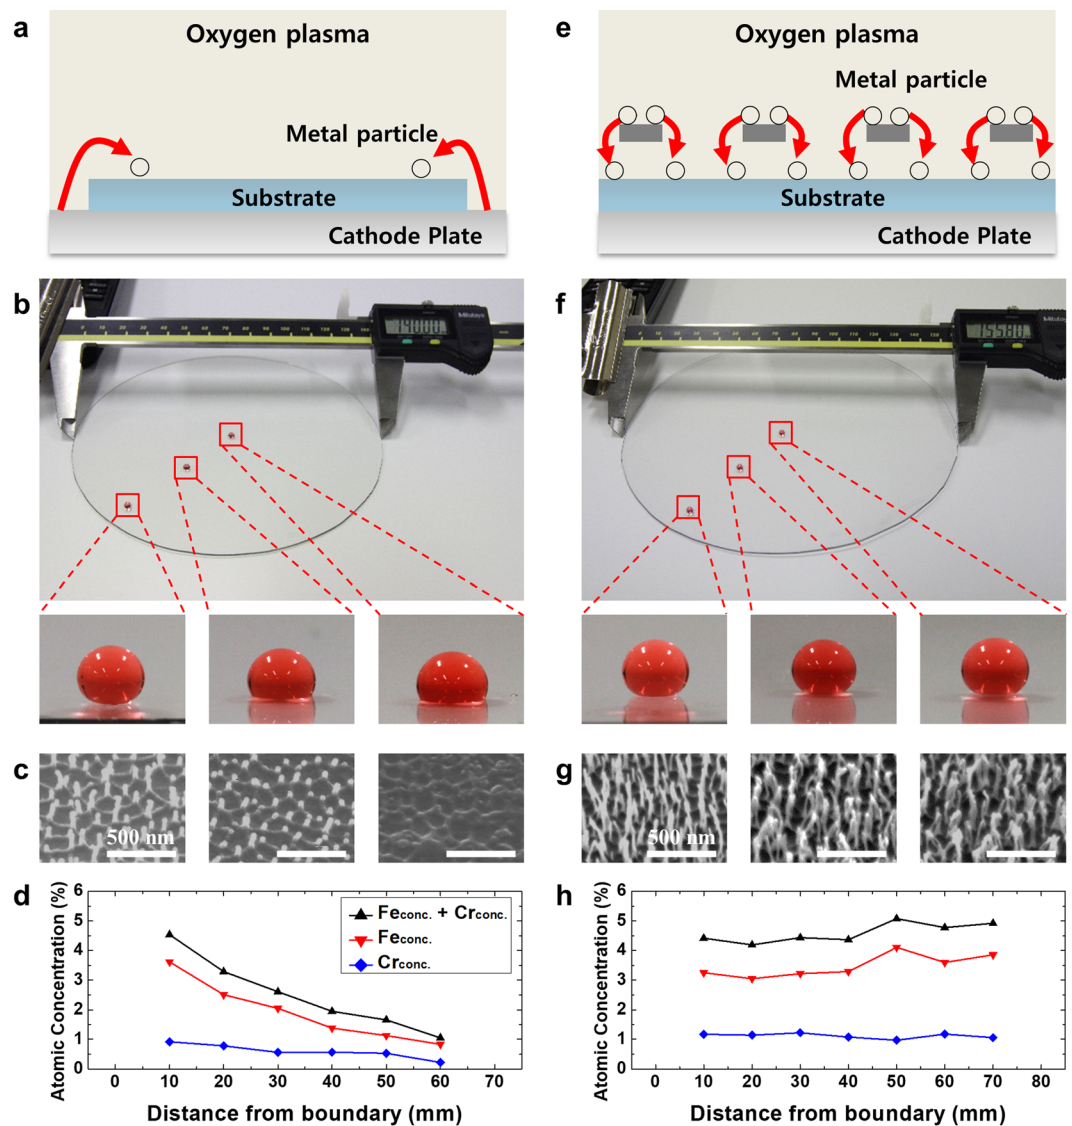 a
Oxygen plasma
Metal particle
Substrate
Cathode Plate
e
Oxygen plasma
Metal particle
Substrate
Cathode Plate
b
Mitutoyo
f
c
500 nm
g
500 nm
d
Atomic Concentration (%)
6
5
4
3
2
1
0
Feconc. + Crconc.
Feconc.
Crconc.
0 10 20 30 40 50 60 70
Distance from boundary (mm)
h
Atomic Concentration (%)
6
5
4
3
2
1
0
0 10 20 30 40 50 60 70 80
Distance from boundary (mm)